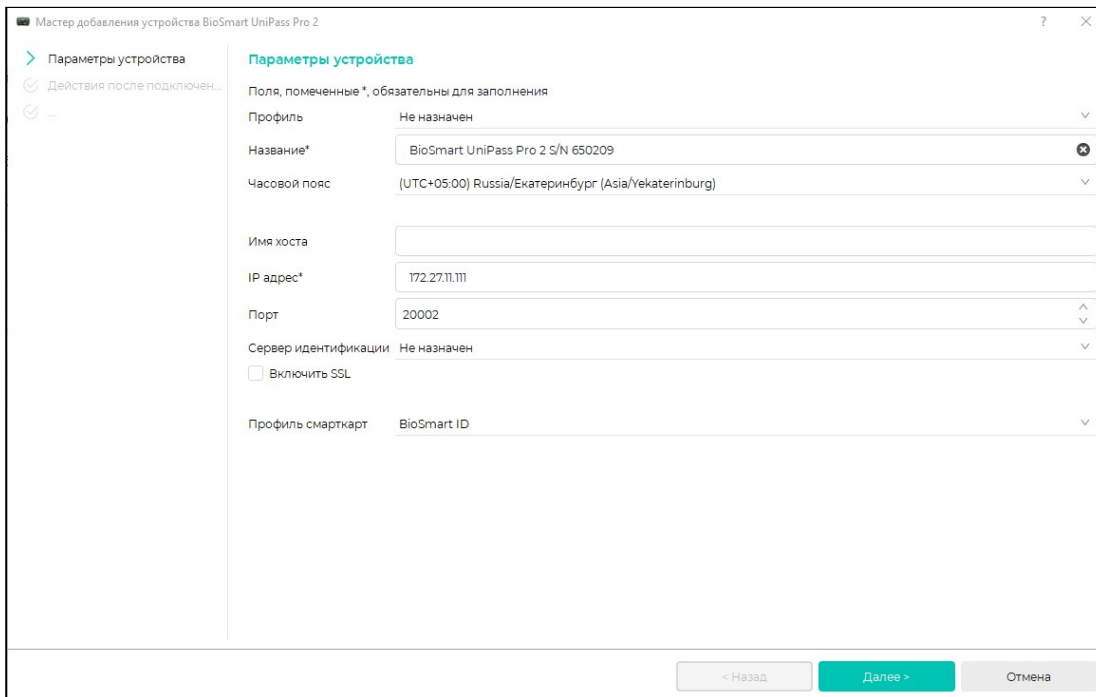 Мастер добавления устройства BioSmart UniPass Pro 2
Параметры устройства
Действия после подключен...
...
Параметры устройства
Поля, помеченные *, обязательны для заполнения
Профиль Не назначен
Название* BioSmart UniPass Pro 2 S/N 650209
Часовой пояс (UTC+05:00) Russia/Екатеринбург (Asia/Yekaterinburg)
Имя хоста
IP адрес* 172.27.11.111
Порт 20002
Сервер идентификации Не назначен
Включить SSL
Профиль смарткарт BioSmart ID
< Назад Далее > Отмена